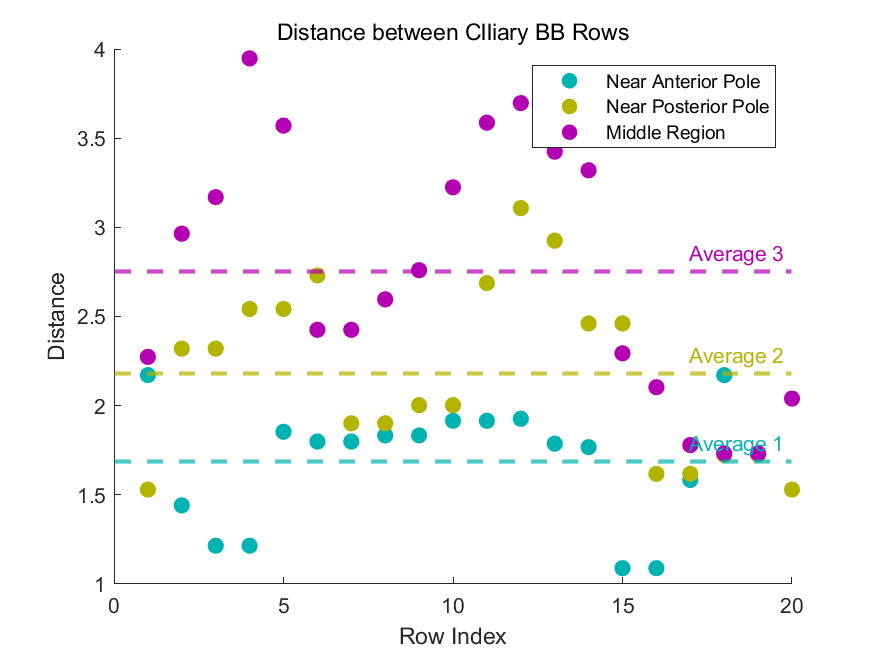 Distance between CIliary BB Rows
Near Anterior Pole
Near Posterior Pole
Middle Region
4
3.5
3
2.5
2
1.5
1
Distance
Average 3
Average 2
Average 1
0
5
10
15
20
Row Index